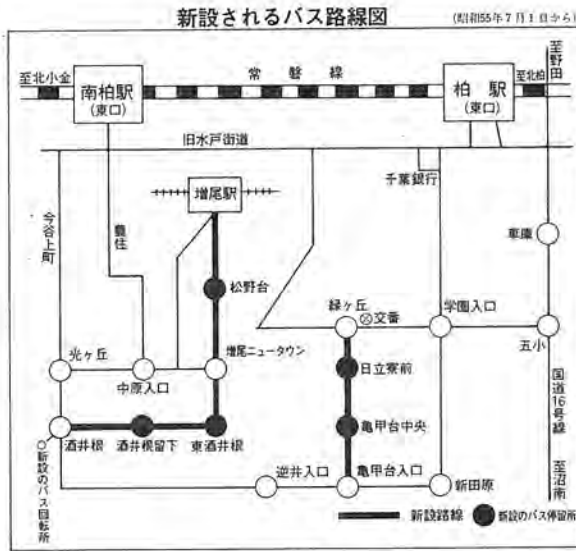 新設されるバス路線図
(昭和55年7月1日から)
至北小金
南柏駅
(東口)
常磐線
柏駅
(東口)
至北柏
至野田
旧水戸街道
千葉銀行
増尾駅
今谷上町
豊住
車庫
松野台
緑ヶ丘
交番
学園入口
五小
光ヶ丘
中原入口
増尾ニュータウン
日立寮前
国道16号線
酒井根
酒井根留下
東酒井根
亀甲台中央
新設のバス回転所
逆井入口
亀甲台入口
新田原
至沼南
新設路線
新設のバス停留所